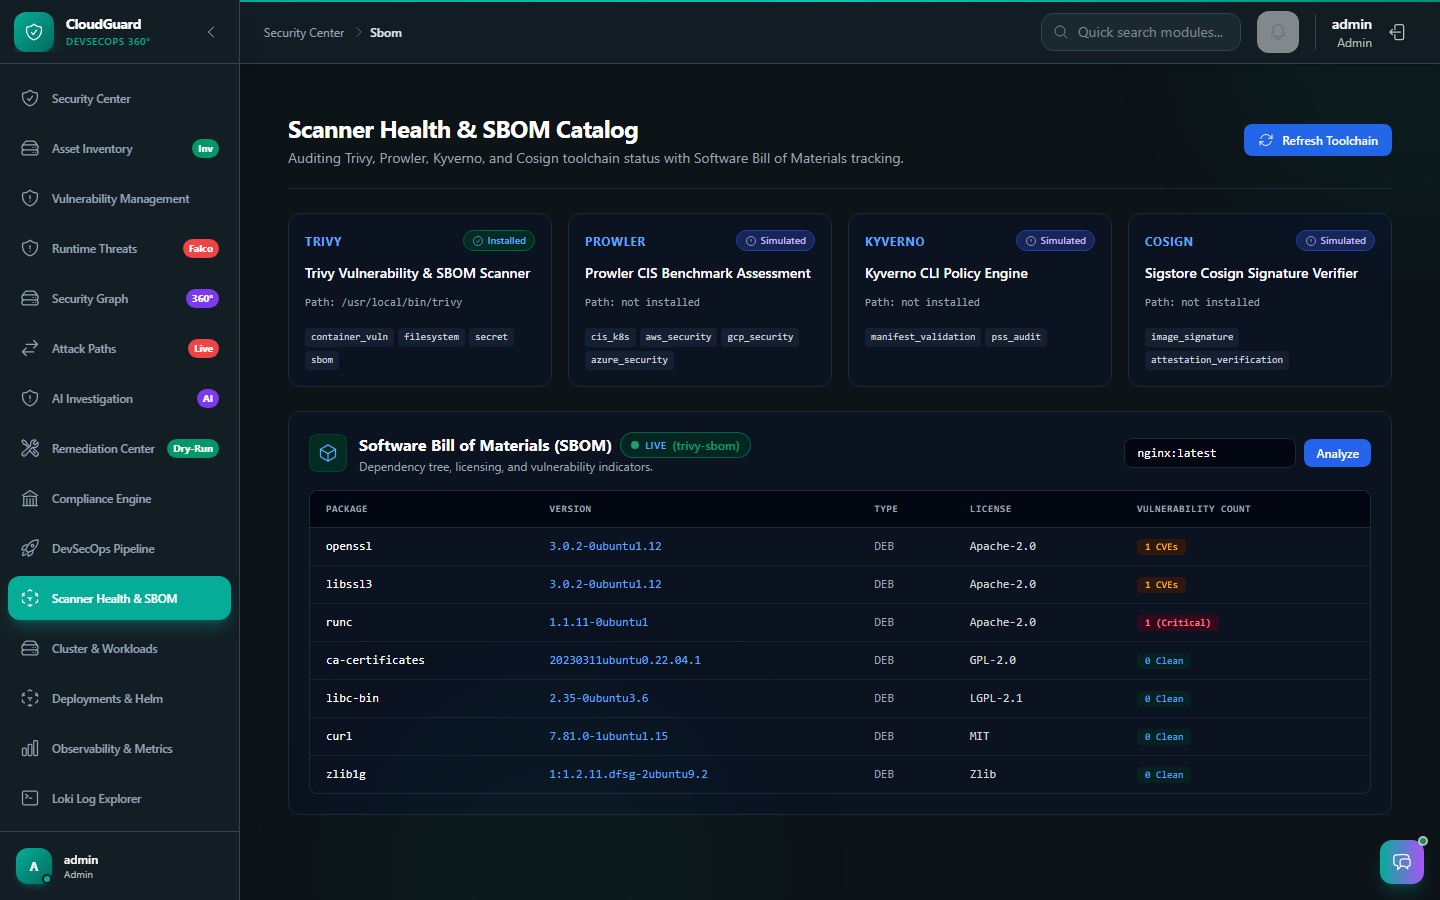 CloudGuard
DEVSECOPS 360°
Security Center
Asset Inventory
Inv
Vulnerability Management
Runtime Threats
Falco
Security Graph
360°
Attack Paths
Live
AI Investigation
AI
Remediation Center
Dry-Run
Compliance Engine
DevSecOps Pipeline
Scanner Health & SBOM
Cluster & Workloads
Deployments & Helm
Observability & Metrics
Loki Log Explorer
A
admin
Admin
Security Center > Sbom
Quick search modules...
admin
Admin
Scanner Health & SBOM Catalog
Auditing Trivy, Prowler, Kyverno, and Cosign toolchain status with Software Bill of Materials tracking.
Refresh Toolchain
TRIVY
Installed
Trivy Vulnerability & SBOM Scanner
Path: /usr/local/bin/trivy
container_vuln filesystem secret
sbom
PROWLER
Simulated
Prowler CIS Benchmark Assessment
Path: not installed
cis_k8s aws_security gcp_security
azure_security
KYVERNO
Simulated
Kyverno CLI Policy Engine
Path: not installed
manifest_validation pss_audit
COSIGN
Simulated
Sigstore Cosign Signature Verifier
Path: not installed
image_signature
attestation_verification
Software Bill of Materials (SBOM)
LIVE (trivy-sbom)
Dependency tree, licensing, and vulnerability indicators.
nginx:latest
Analyze
PACKAGE VERSION TYPE LICENSE VULNERABILITY COUNT
openssl 3.0.2-0ubuntu1.12 DEB Apache-2.0 1 CVEs
libssl3 3.0.2-0ubuntu1.12 DEB Apache-2.0 1 CVEs
runc 1.1.11-0ubuntu1 DEB Apache-2.0 1 (Critical)
ca-certificates 20230311ubuntu0.22.04.1 DEB GPL-2.0 0 Clean
libc-bin 2.35-0ubuntu3.6 DEB LGPL-2.1 0 Clean
curl 7.81.0-1ubuntu1.15 DEB MIT 0 Clean
zlib1g 1:1.2.11.dfsg-2ubuntu9.2 DEB Zlib 0 Clean